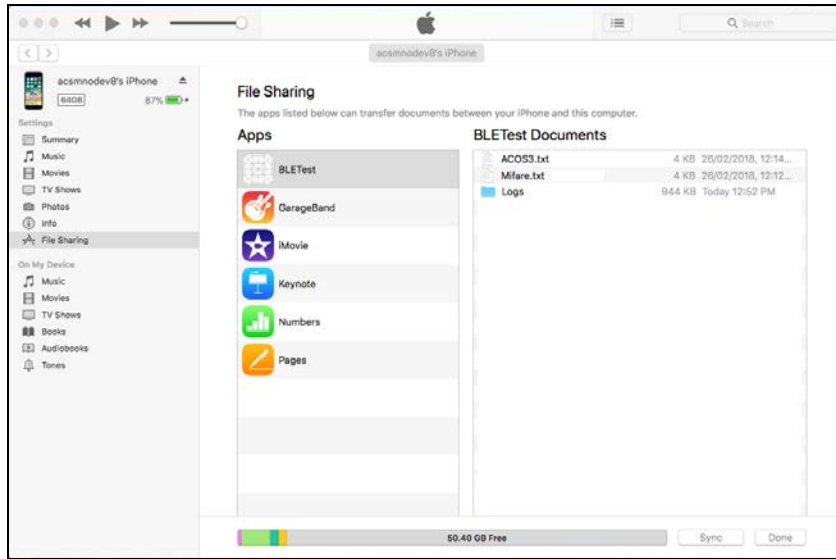 Search
acsmnodev8's iPhone
acsmnodev8's iPhone
64GB 87%
Settings
Summary
Music
Movies
TV Shows
Photos
Info
File Sharing
On My Device
Music
Movies
TV Shows
Books
Audiobooks
Tones
File Sharing
The apps listed below can transfer documents between your iPhone and this computer.
Apps
BLETest
GarageBand
iMovie
Keynote
Numbers
Pages
BLETest Documents
ACOS3.txt 4 KB 26/02/2018, 12:14...
Mifare.txt 4 KB 26/02/2018, 12:12...
Logs 944 KB Today 12:52 PM
50.40 GB Free
Sync Done